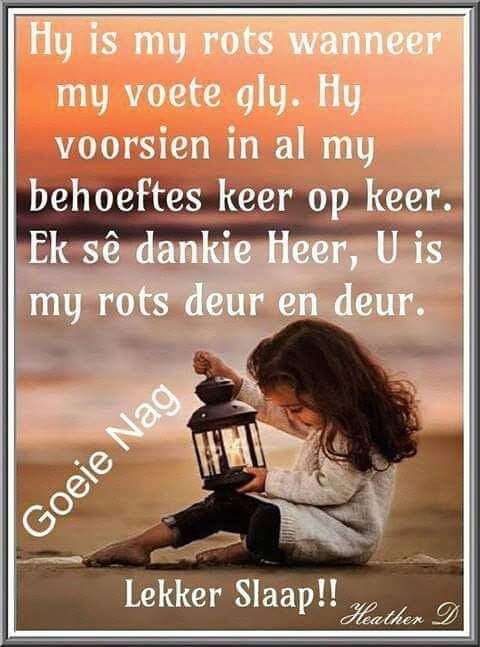 Hy is my rots wanneer
my voete gly. Hy
voorsien in al my
behoeftes keer op keer.
Ek sê dankie Heer, U is
my rots deur en deur.
Goeie Nag
Lekker Slaap!!
Heather D